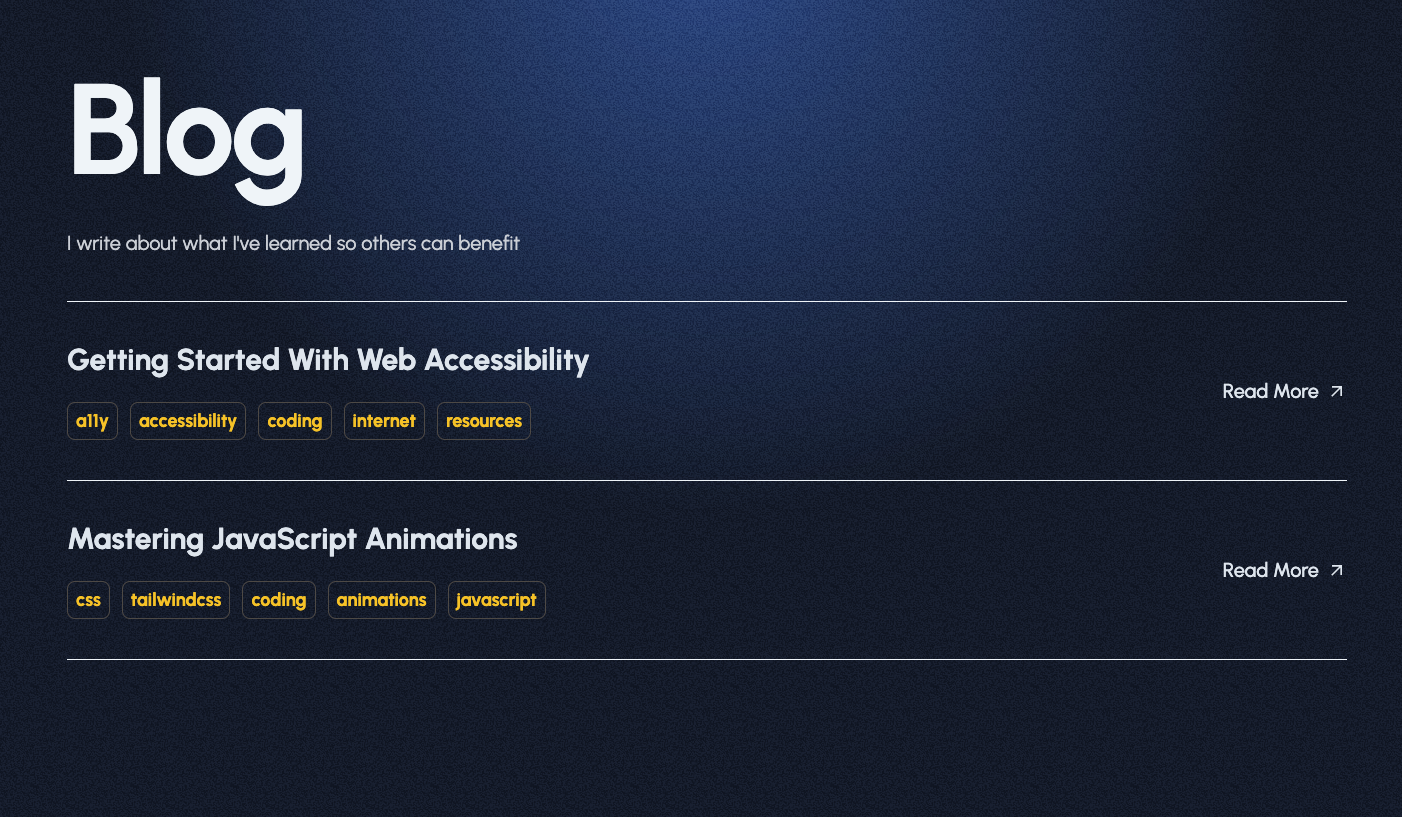 Blog
I write about what I've learned so others can benefit
Getting Started With Web Accessibility
Read More
a11y accessibility coding internet resources
Mastering JavaScript Animations
Read More
css tailwindcss coding animations javascript